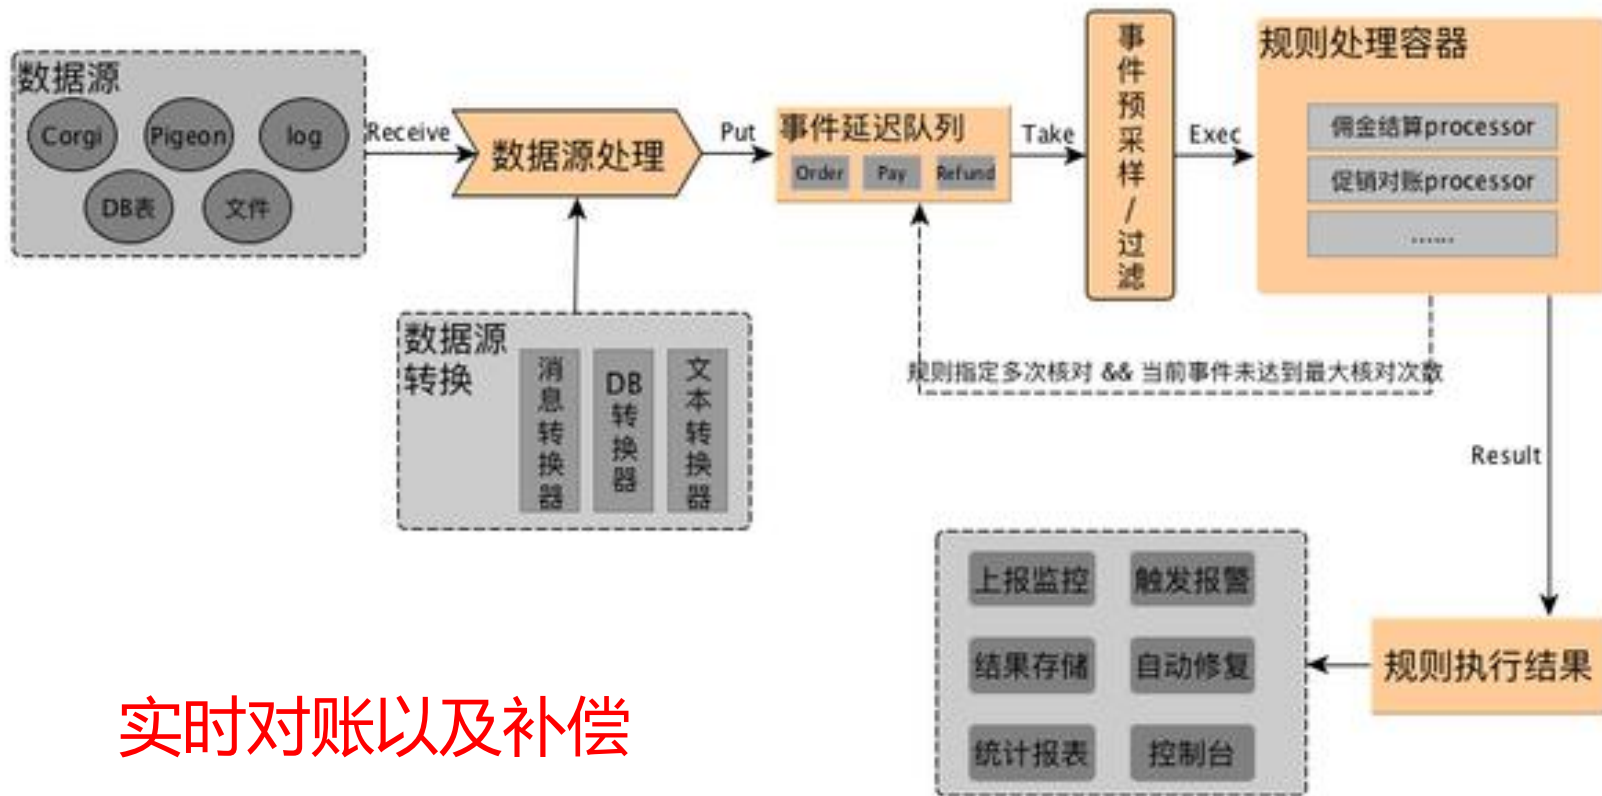 数据源
Corgi
Pigeon
log
DB表
文件
Receive
数据源处理
Put
事件延迟队列
Order
Pay
Refund
Take
事件预采样/过滤
Exec
规则处理容器
佣金结算processor
促销对账processor
......
数据源
转换
消息转换器
DB转换器
文本转换器
规则指定多次核对 && 当前事件未达到最大核对次数
Result
规则执行结果
上报监控
触发报警
结果存储
自动修复
统计报表
控制台
实时对账以及补偿